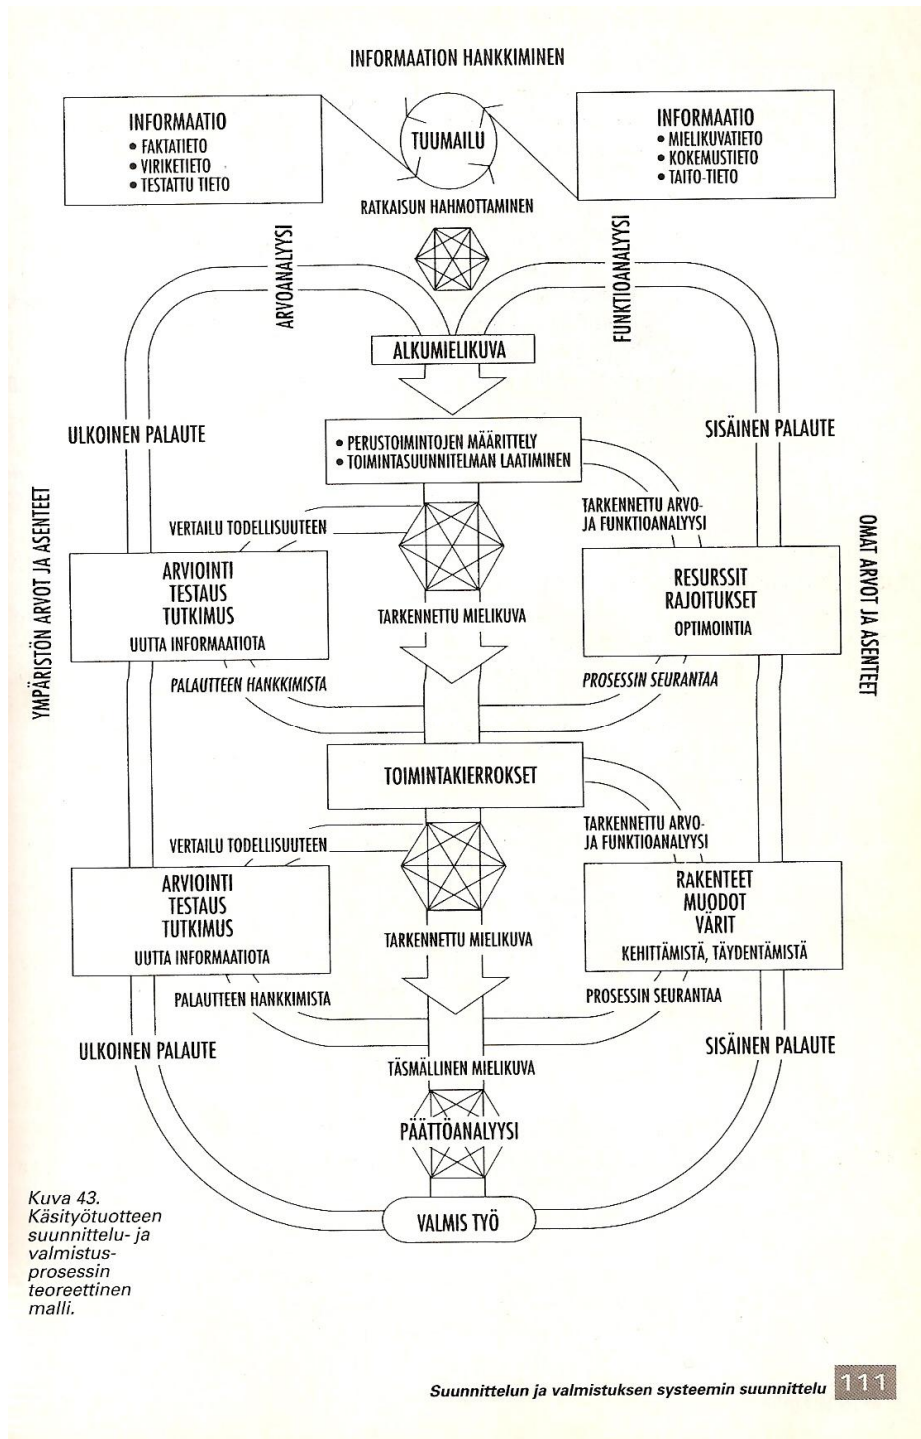 INFORMAATION HANKKIMINEN
INFORMAATIO
• FAKTATIETO
• VIRIKETIETO
• TESTATTU TIETO
TUUMAILU
INFORMAATIO
• MIELIKUVATIETO
• KOKEMUSTIETO
• TAITO-TIETO
RATKAISUN HAHMOTTAMINEN
ARVOANALYYSI
FUNKTIOANALYYSI
ALKUMIELIKUVA
ULKOINEN PALAUTE
SISÄINEN PALAUTE
• PERUSTOIMINTOJEN MÄÄRITTELY
• TOIMINTASUUNNITELMAN LAATIMINEN
YMPÄRISTÖN ARVOT JA ASENTEET
OMAT ARVOT JA ASENTEET
VERTAILU TODELLISUUTEEN
TARKENNETTU ARVO-
JA FUNKTIOANALYYSI
ARVIOINTI
TESTAUS
TUTKIMUS
UUTTA INFORMAATIOTA
RESURSSIT
RAJOITUKSET
OPTIMOINTIA
TARKENNETTU MIELIKUVA
PALAUTTEEN HANKKIMISTA
PROSESSIN SEURANTAA
TOIMINTAKIERROKSET
VERTAILU TODELLISUUTEEN
TARKENNETTU ARVO-
JA FUNKTIOANALYYSI
ARVIOINTI
TESTAUS
TUTKIMUS
UUTTA INFORMAATIOTA
RAKENTEET
MUODOT
VÄRIT
KEHITTÄMISTÄ, TÄYDENTÄMISTÄ
TARKENNETTU MIELIKUVA
PALAUTTEEN HANKKIMISTA
PROSESSIN SEURANTAA
ULKOINEN PALAUTE
SISÄINEN PALAUTE
TÄSMÄLLINEN MIELIKUVA
PÄÄTTÖANALYYSI
VALMIS TYÖ
Kuva 43.
Käsityötuotteen
suunnittelu- ja
valmistus-
prosessin
teoreettinen
malli.
Suunnittelun ja valmistuksen systeemin suunnittelu 111